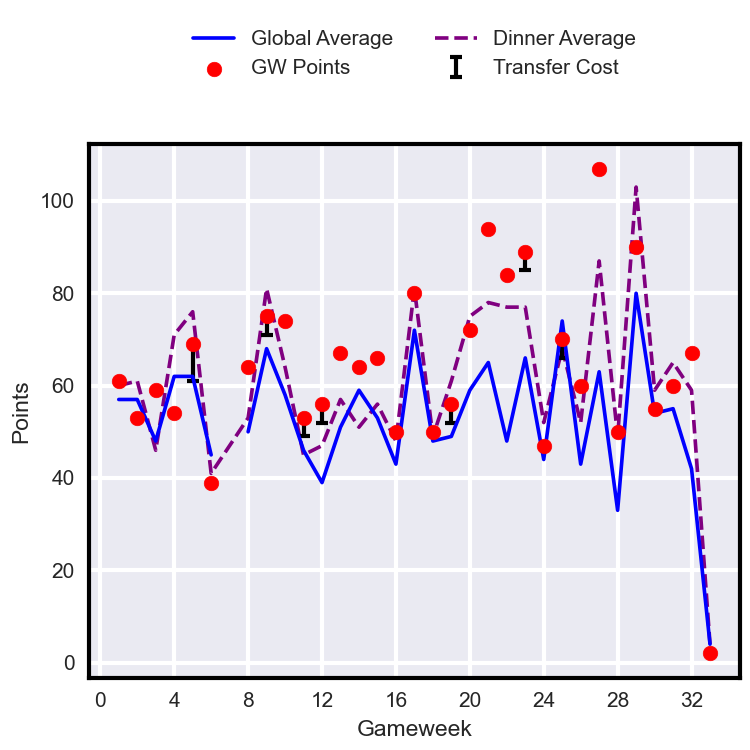 Global Average
Dinner Average
GW Points
Transfer Cost
Points
100
80
60
40
20
0
0 4 8 12 16 20 24 28 32
Gameweek